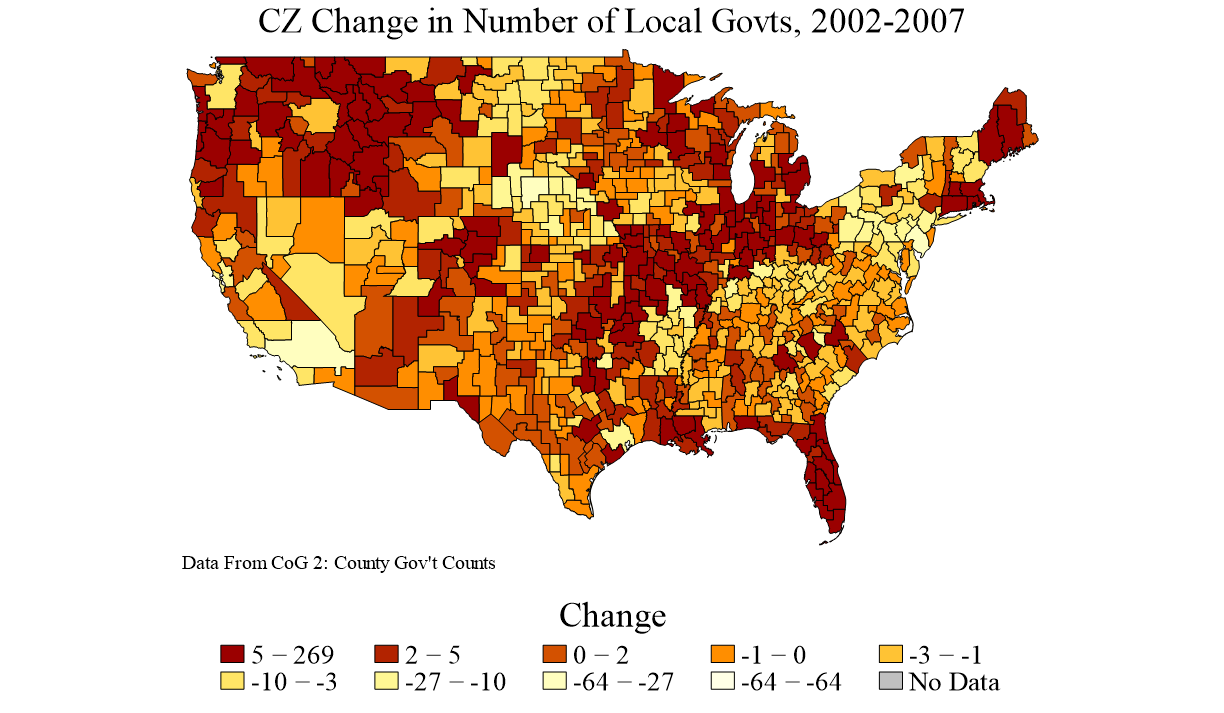 CZ Change in Number of Local Govts, 2002-2007
Data From CoG 2: County Gov't Counts
Change
5 − 269 2 − 5 0 − 2 -1 − 0 -3 − -1
-10 − -3 -27 − -10 -64 − -27 -64 − -64 No Data